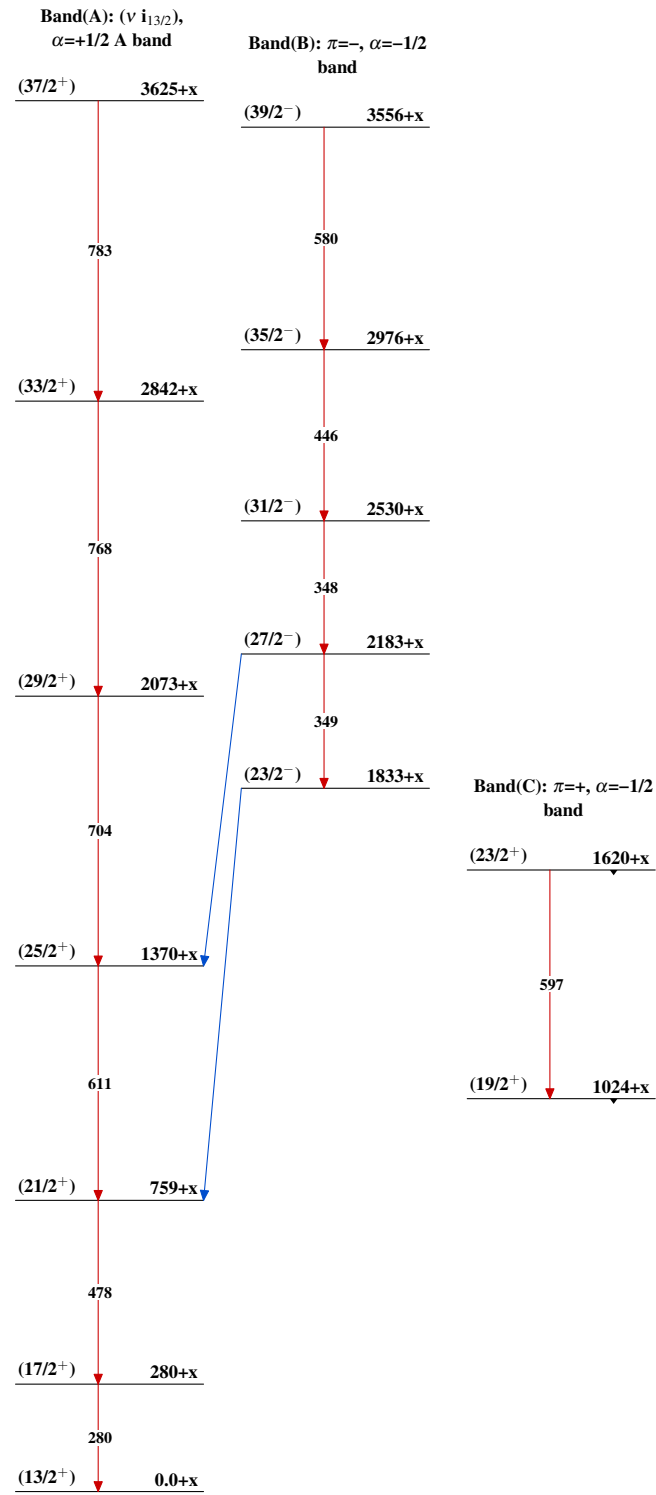 Band(A): (ν i₁₃/₂),
α=+1/2 A band
(37/2⁺) 3625+x
783
(33/2⁺) 2842+x
768
(29/2⁺) 2073+x
704
(25/2⁺) 1370+x
611
(21/2⁺) 759+x
478
(17/2⁺) 280+x
280
(13/2⁺) 0.0+x
Band(B): π=−, α=−1/2
band
(39/2⁻) 3556+x
580
(35/2⁻) 2976+x
446
(31/2⁻) 2530+x
348
(27/2⁻) 2183+x
349
(23/2⁻) 1833+x
Band(C): π=+, α=−1/2
band
(23/2⁺) 1620+x
597
(19/2⁺) 1024+x